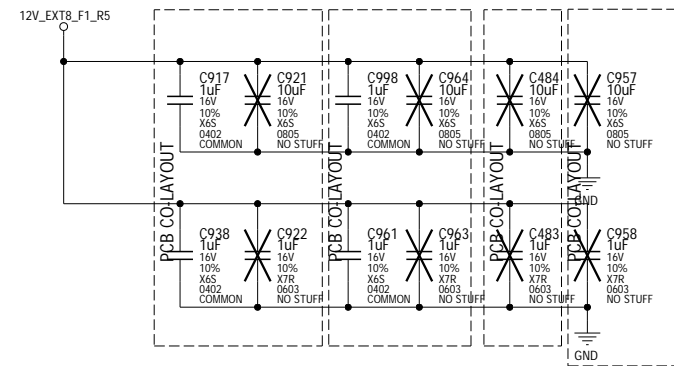 12V_EXT8_F1_R5
C917
1uF
16V
10%
X6S
0402
COMMON
C921
10uF
16V
10%
X6S
0805
NO STUFF
C998
1uF
16V
10%
X6S
0402
COMMON
C964
10uF
16V
10%
X6S
0805
NO STUFF
C484
10uF
16V
10%
X6S
0805
NO STUFF
C957
10uF
16V
10%
X6S
0805
NO STUFF
GND
PCB CO-LAYOUT
PCB CO-LAYOUT
PCB CO-LAYOUT
PCB CO-LAYOUT
C938
1uF
16V
10%
X6S
0402
COMMON
C922
1uF
16V
10%
X7R
0603
NO STUFF
C961
1uF
16V
10%
X6S
0402
COMMON
C963
1uF
16V
10%
X7R
0603
NO STUFF
C483
1uF
16V
10%
X7R
0603
NO STUFF
C958
1uF
16V
10%
X7R
0603
NO STUFF
GND